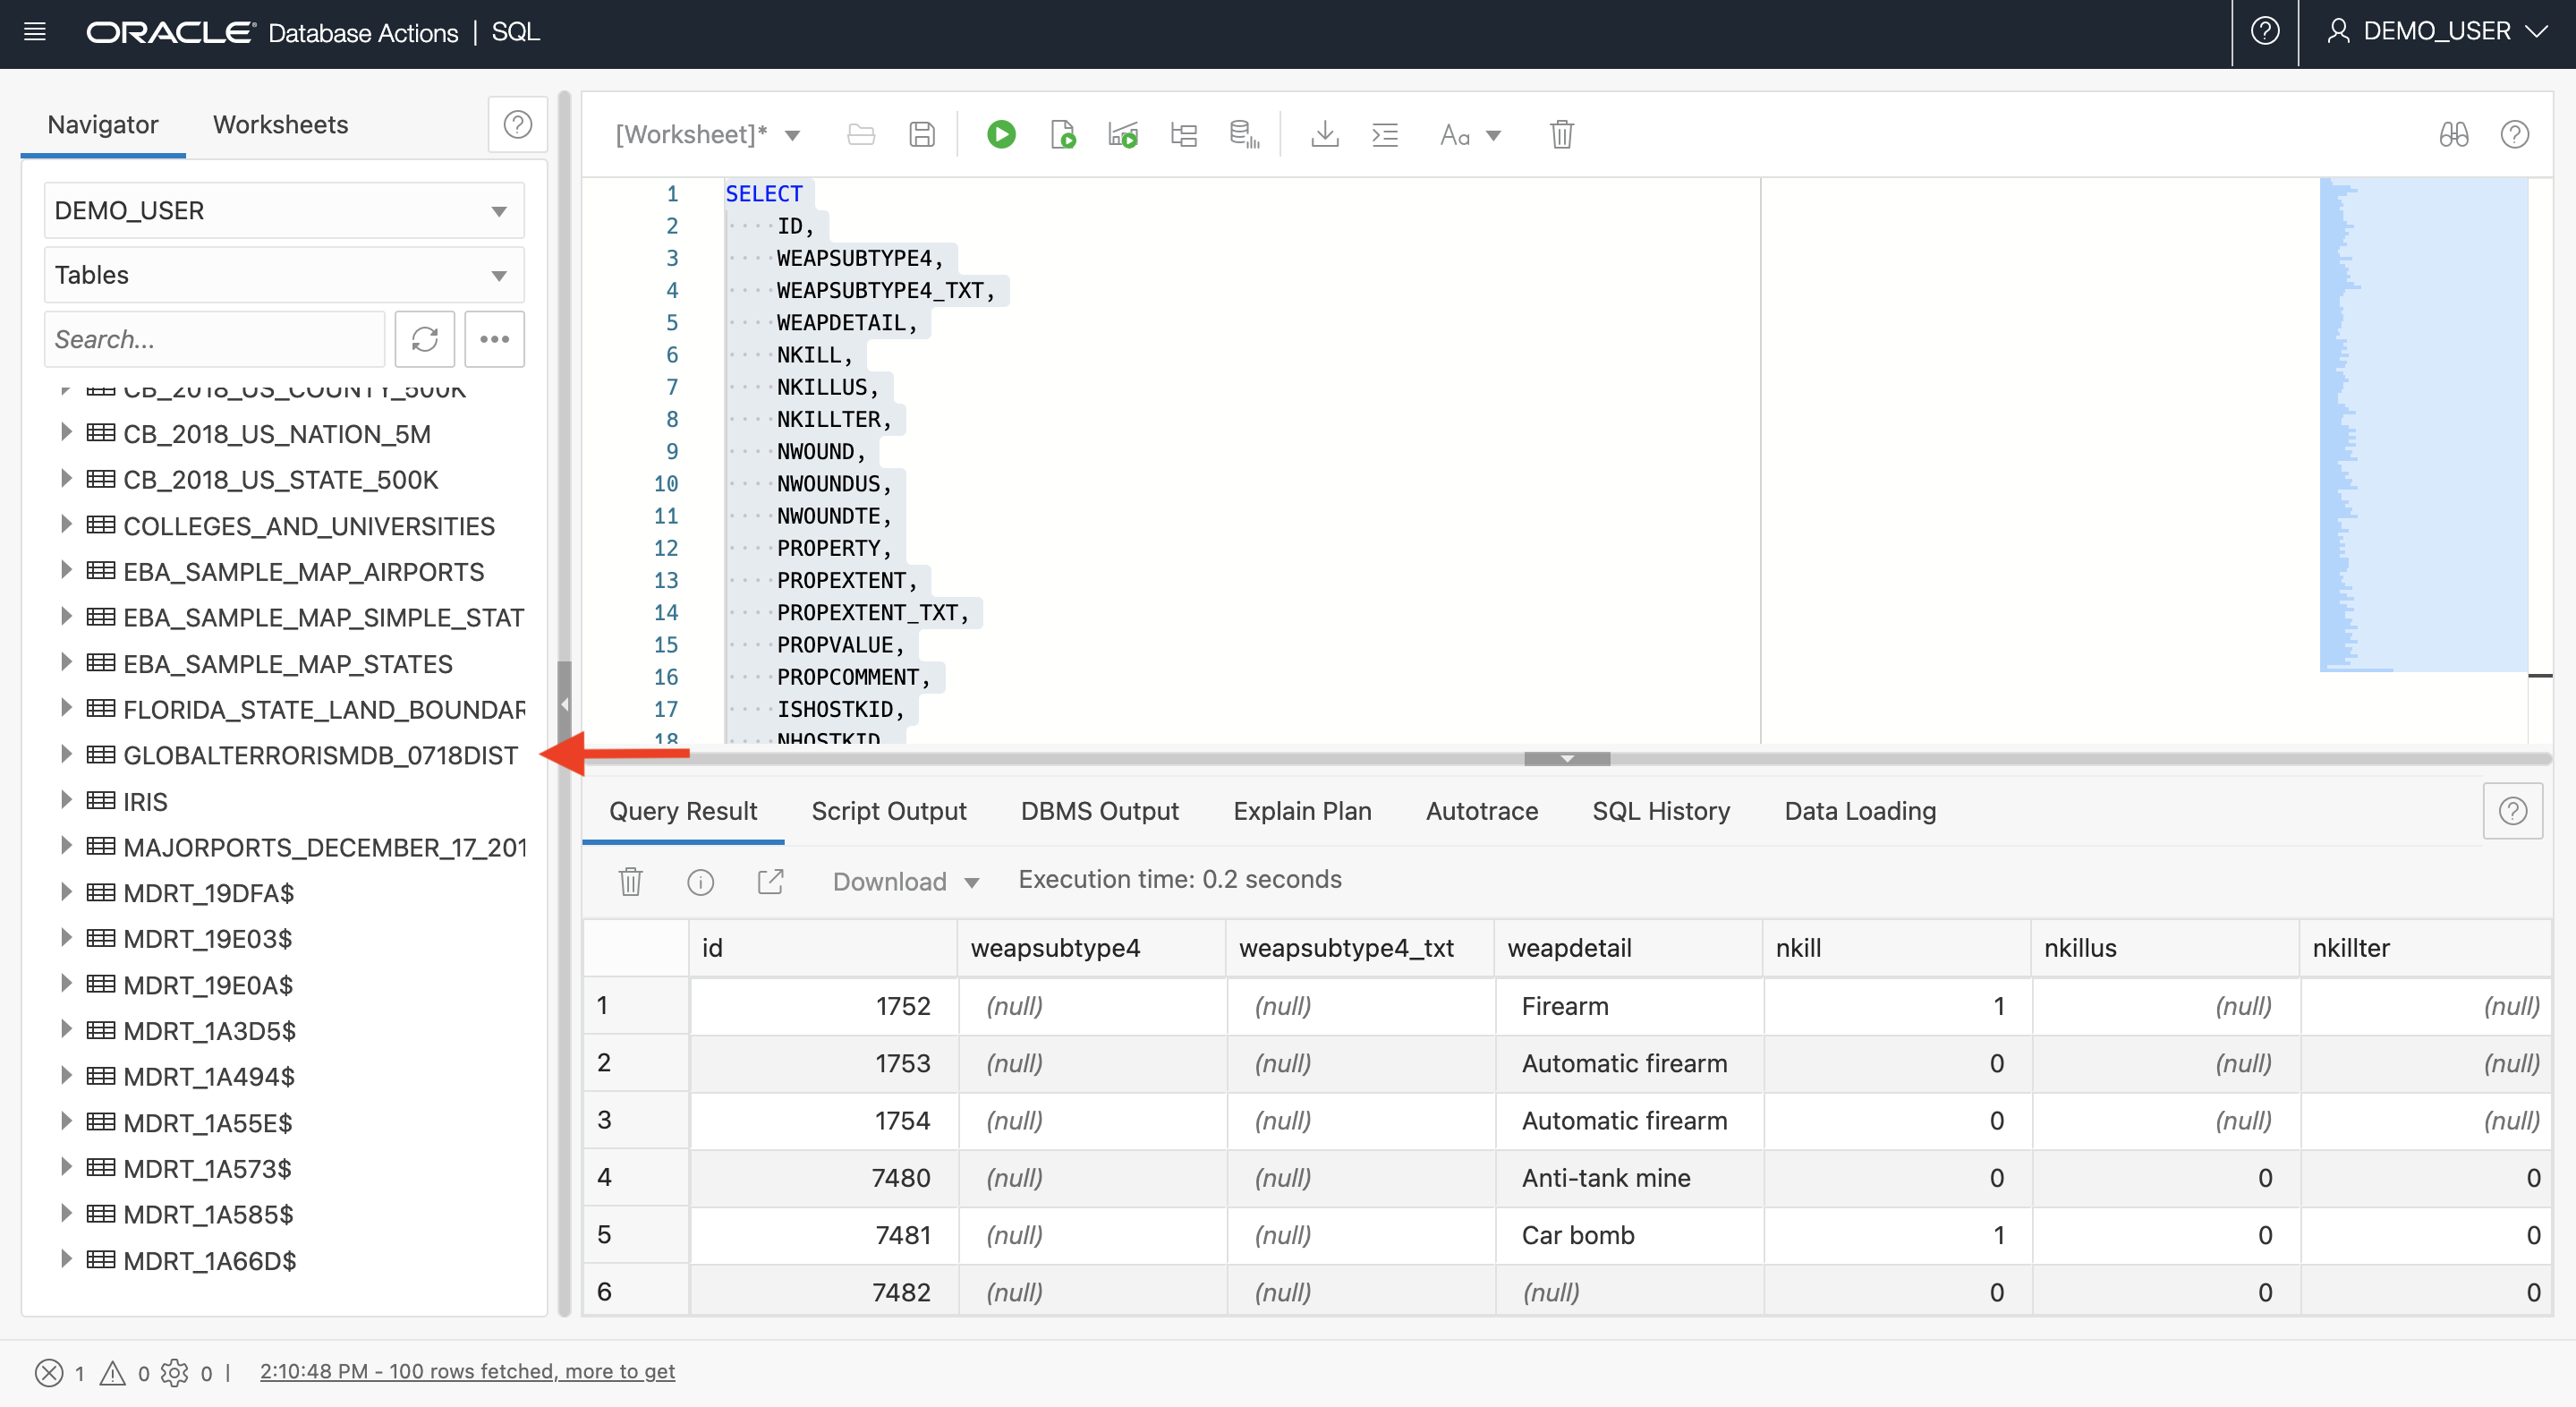 ORACLE® Database Actions | SQL
DEMO_USER
Navigator
Worksheets
DEMO_USER
Tables
Search...
CB_2018_US_COUNTY_500K
CB_2018_US_NATION_5M
CB_2018_US_STATE_500K
COLLEGES_AND_UNIVERSITIES
EBA_SAMPLE_MAP_AIRPORTS
EBA_SAMPLE_MAP_SIMPLE_STAT
EBA_SAMPLE_MAP_STATES
FLORIDA_STATE_LAND_BOUNDAR
GLOBALTERRORISMDB_0718DIST
IRIS
MAJORPORTS_DECEMBER_17_201
MDRT_19DFA$
MDRT_19E03$
MDRT_19E0A$
MDRT_1A3D5$
MDRT_1A494$
MDRT_1A55E$
MDRT_1A573$
MDRT_1A585$
MDRT_1A66D$
[Worksheet]*
Aa
1 SELECT
2 ID,
3 WEAPSUBTYPE4,
4 WEAPSUBTYPE4_TXT,
5 WEAPDETAIL,
6 NKILL,
7 NKILLUS,
8 NKILLTER,
9 NWOUND,
10 NWOUNDUS,
11 NWOUNDTE,
12 PROPERTY,
13 PROPEXTENT,
14 PROPEXTENT_TXT,
15 PROPVALUE,
16 PROPCOMMENT,
17 ISHOSTKID,
18 NHOSTKID
Query Result Script Output DBMS Output Explain Plan Autotrace SQL History Data Loading
Download Execution time: 0.2 seconds
id weapsubtype4 weapsubtype4_txt weapdetail nkill nkillus nkillter
1 1752 (null) (null) Firearm 1 (null) (null)
2 1753 (null) (null) Automatic firearm 0 (null) (null)
3 1754 (null) (null) Automatic firearm 0 (null) (null)
4 7480 (null) (null) Anti-tank mine 0 0 0
5 7481 (null) (null) Car bomb 1 0 0
6 7482 (null) (null) (null) 0 0 0
1 0 0 | 2:10:48 PM - 100 rows fetched, more to get